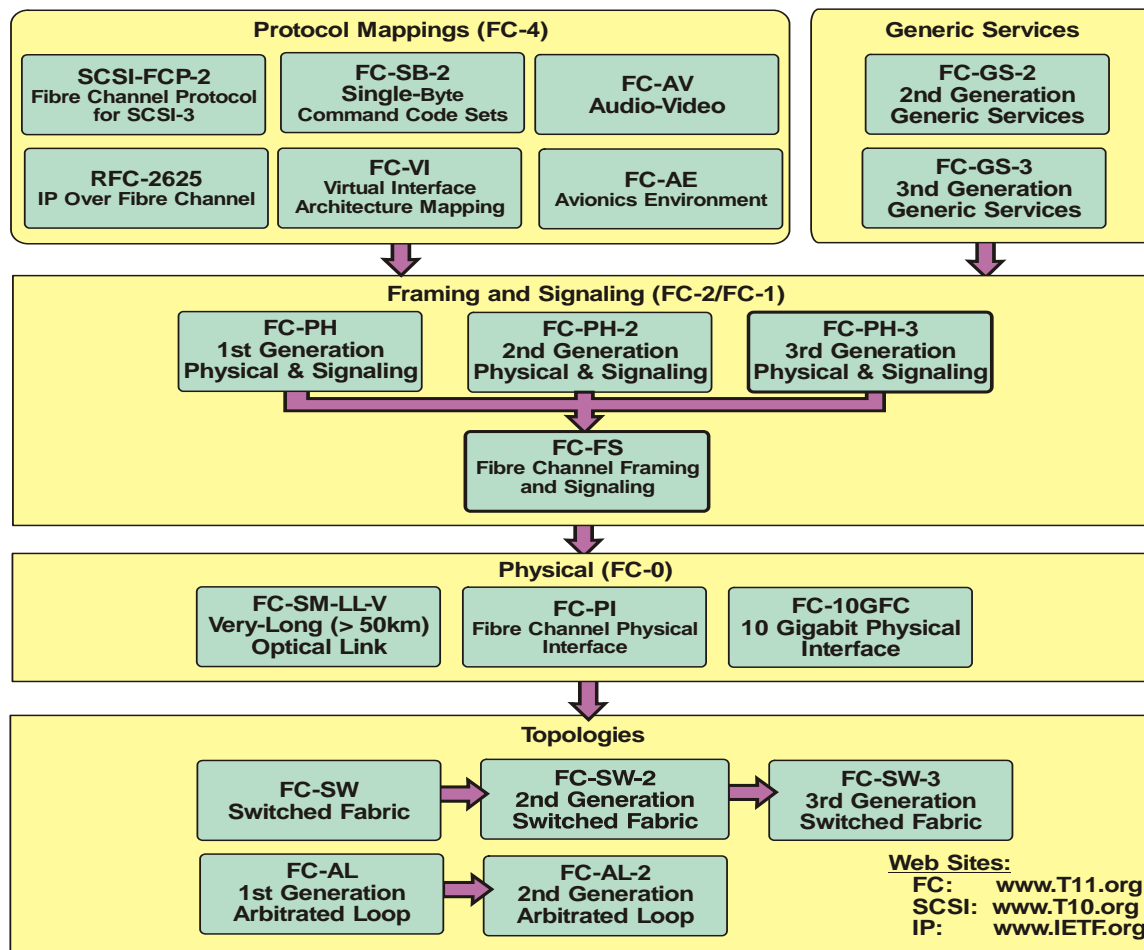 Protocol Mappings (FC-4)
SCSI-FCP-2
Fibre Channel Protocol
for SCSI-3
FC-SB-2
Single-Byte
Command Code Sets
FC-AV
Audio-Video
RFC-2625
IP Over Fibre Channel
FC-VI
Virtual Interface
Architecture Mapping
FC-AE
Avionics Environment
Generic Services
FC-GS-2
2nd Generation
Generic Services
FC-GS-3
3nd Generation
Generic Services
Framing and Signaling (FC-2/FC-1)
FC-PH
1st Generation
Physical & Signaling
FC-PH-2
2nd Generation
Physical & Signaling
FC-PH-3
3rd Generation
Physical & Signaling
FC-FS
Fibre Channel Framing
and Signaling
Physical (FC-0)
FC-SM-LL-V
Very-Long (> 50km)
Optical Link
FC-PI
Fibre Channel Physical
Interface
FC-10GFC
10 Gigabit Physical
Interface
Topologies
FC-SW
Switched Fabric
FC-SW-2
2nd Generation
Switched Fabric
FC-SW-3
3rd Generation
Switched Fabric
FC-AL
1st Generation
Arbitrated Loop
FC-AL-2
2nd Generation
Arbitrated Loop
Web Sites:
FC: www.T11.org
SCSI: www.T10.org
IP: www.IETF.org